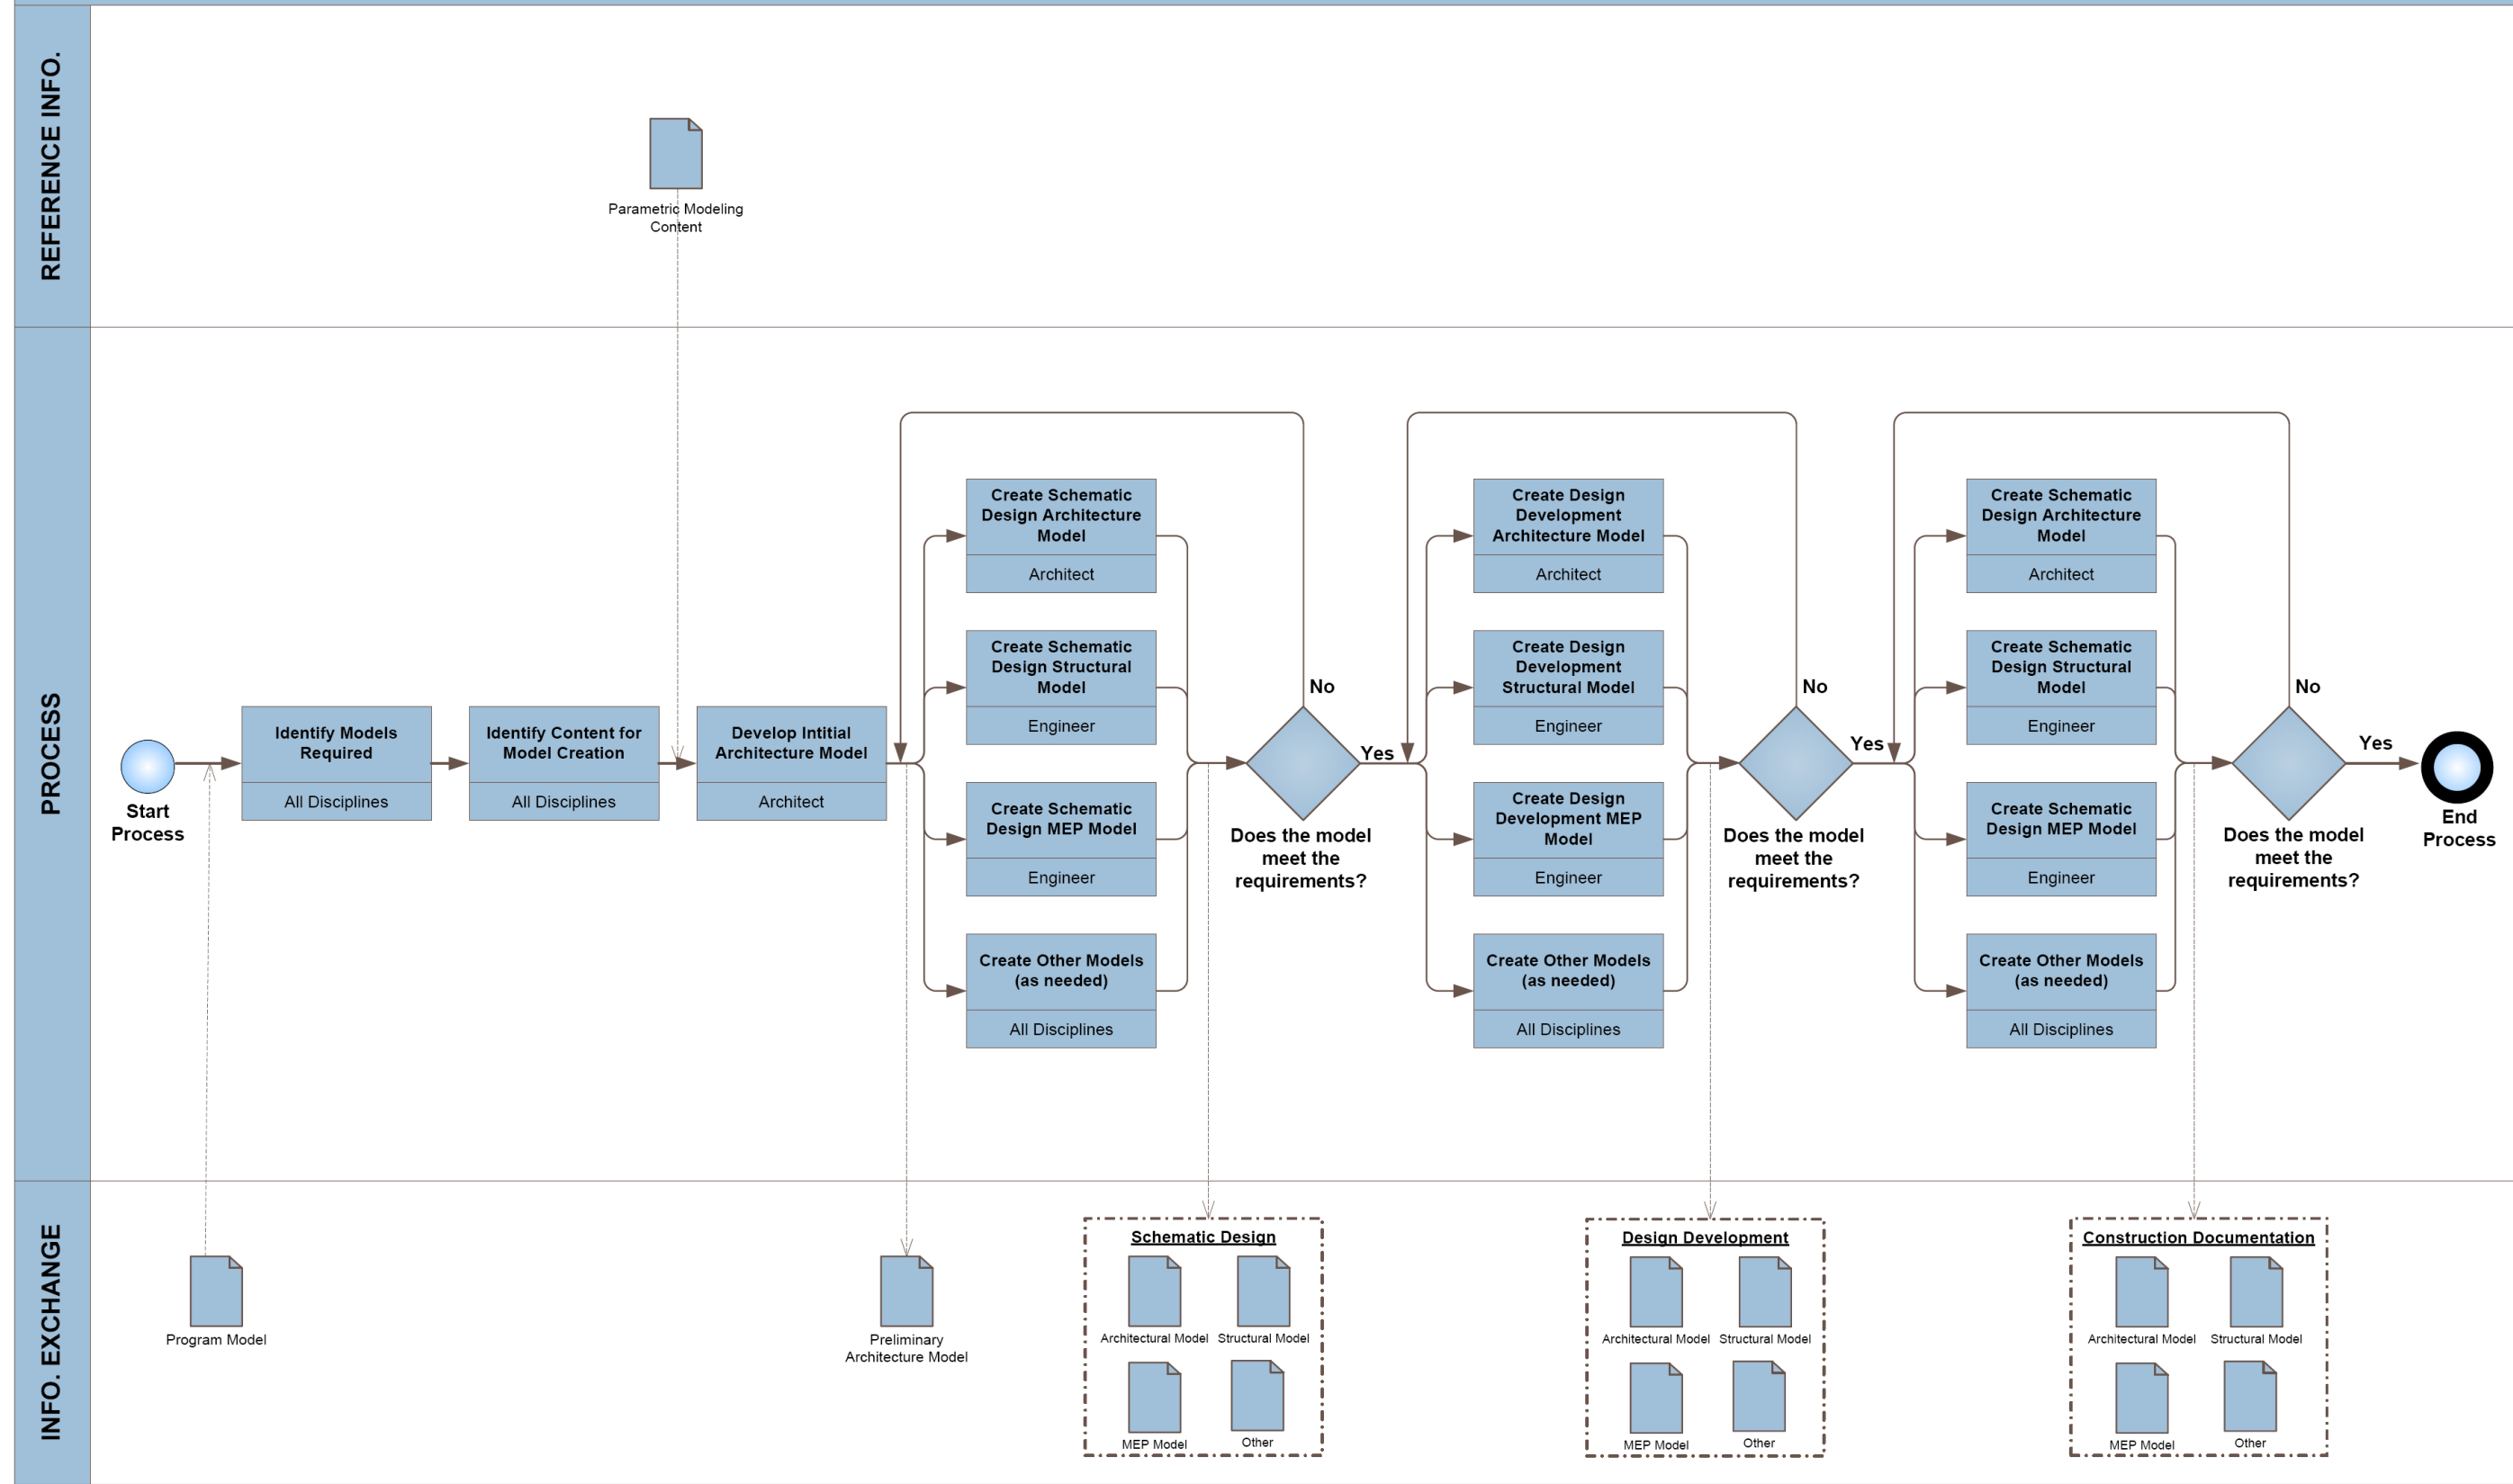 REFERENCE INFO.
Parametric Modeling
Content
PROCESS
Start
Process
Identify Models
Required
All Disciplines
Identify Content for
Model Creation
All Disciplines
Develop Intitial
Architecture Model
Architect
Create Schematic
Design Architecture
Model
Architect
Create Schematic
Design Structural
Model
Engineer
Create Schematic
Design MEP Model
Engineer
Create Other Models
(as needed)
All Disciplines
No
Yes
Does the model
meet the
requirements?
Create Design
Development
Architecture Model
Architect
Create Design
Development
Structural Model
Engineer
Create Design
Development MEP
Model
Engineer
Create Other Models
(as needed)
All Disciplines
No
Yes
Does the model
meet the
requirements?
Create Schematic
Design Architecture
Model
Architect
Create Schematic
Design Structural
Model
Engineer
Create Schematic
Design MEP Model
Engineer
Create Other Models
(as needed)
All Disciplines
No
Yes
Does the model
meet the
requirements?
End
Process
INFO. EXCHANGE
Program Model
Preliminary
Architecture Model
Schematic Design
Architectural Model
Structural Model
MEP Model
Other
Design Development
Architectural Model
Structural Model
MEP Model
Other
Construction Documentation
Architectural Model
Structural Model
MEP Model
Other